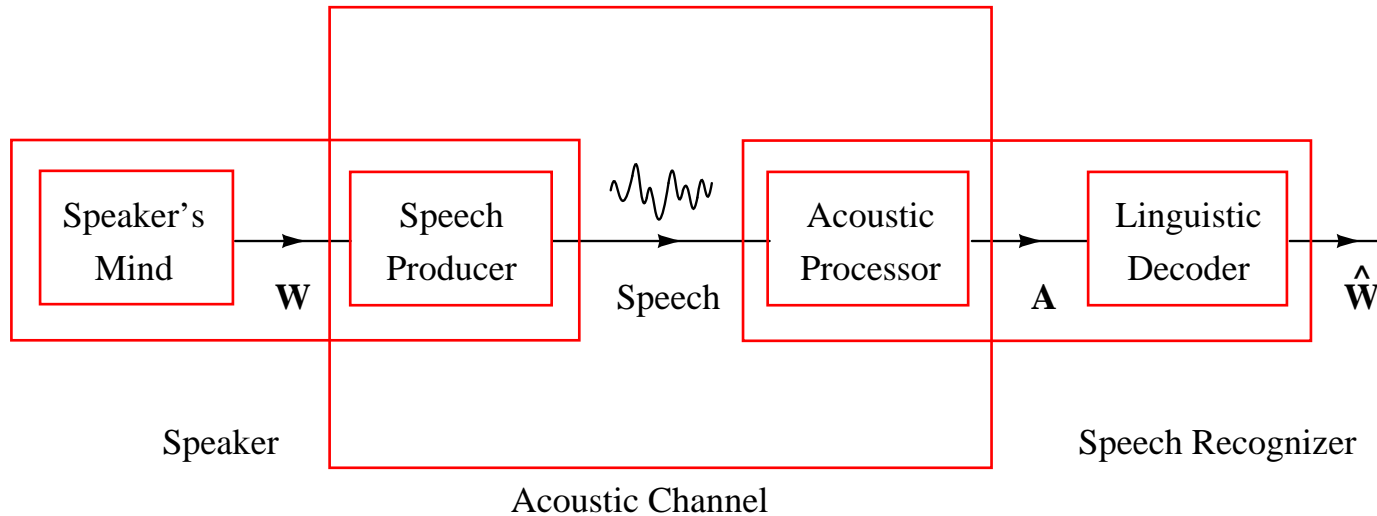 Speaker’s
Mind
W
Speech
Producer
Speech
Acoustic
Processor
A
Linguistic
Decoder
Ŵ
Speaker
Speech Recognizer
Acoustic Channel